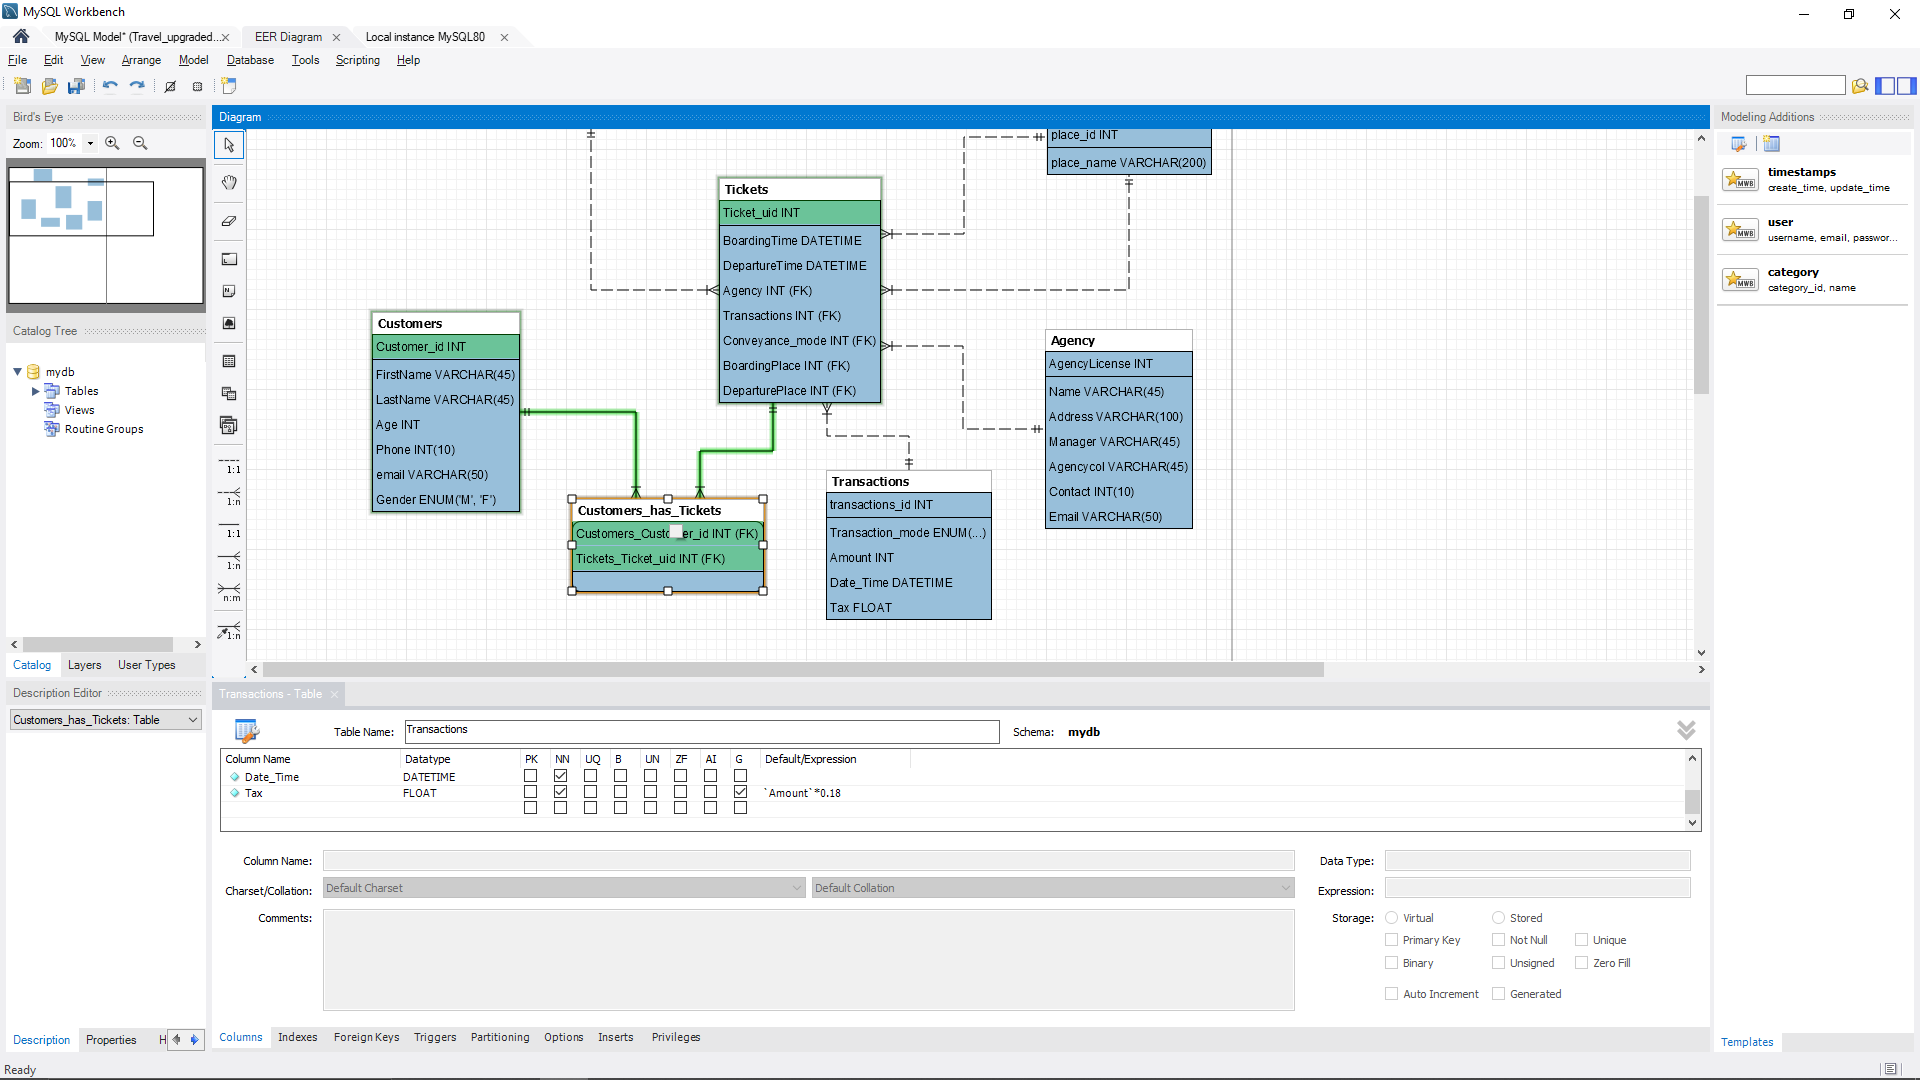 MySQL Workbench
MySQL Model* (Travel_upgraded...
EER Diagram
Local instance MySQL80
File Edit View Arrange Model Database Tools Scripting Help
Bird's Eye
Zoom: 100%
Catalog Tree
mydb
Tables
Views
Routine Groups
Catalog Layers User Types
Description Editor
Customers_has_Tickets: Table
Description Properties H
Ready
Diagram
1:1
1:n
1:1
1:n
n:m
1:n
place_id INT
place_name VARCHAR(200)
Tickets
Ticket_uid INT
BoardingTime DATETIME
DepartureTime DATETIME
Agency INT (FK)
Transactions INT (FK)
Conveyance_mode INT (FK)
BoardingPlace INT (FK)
DeparturePlace INT (FK)
Customers
Customer_id INT
FirstName VARCHAR(45)
LastName VARCHAR(45)
Age INT
Phone INT(10)
email VARCHAR(50)
Gender ENUM('M', 'F')
Agency
AgencyLicense INT
Name VARCHAR(45)
Address VARCHAR(100)
Manager VARCHAR(45)
Agencycol VARCHAR(45)
Contact INT(10)
Email VARCHAR(50)
Customers_has_Tickets
Customers_Customer_id INT (FK)
Tickets_Ticket_uid INT (FK)
Transactions
transactions_id INT
Transaction_mode ENUM(...)
Amount INT
Date_Time DATETIME
Tax FLOAT
Modeling Additions
MWB
timestamps
create_time, update_time
MWB
user
username, email, passwor...
MWB
category
category_id, name
Templates
Transactions - Table
Table Name: Transactions Schema: mydb
Column Name Datatype PK NN UQ B UN ZF AI G Default/Expression
Date_Time DATETIME
Tax FLOAT `Amount`*0.18
Column Name: Data Type:
Charset/Collation: Default Charset Default Collation Expression:
Comments: Storage: Virtual Stored
Primary Key Not Null Unique
Binary Unsigned Zero Fill
Auto Increment Generated
Columns Indexes Foreign Keys Triggers Partitioning Options Inserts Privileges